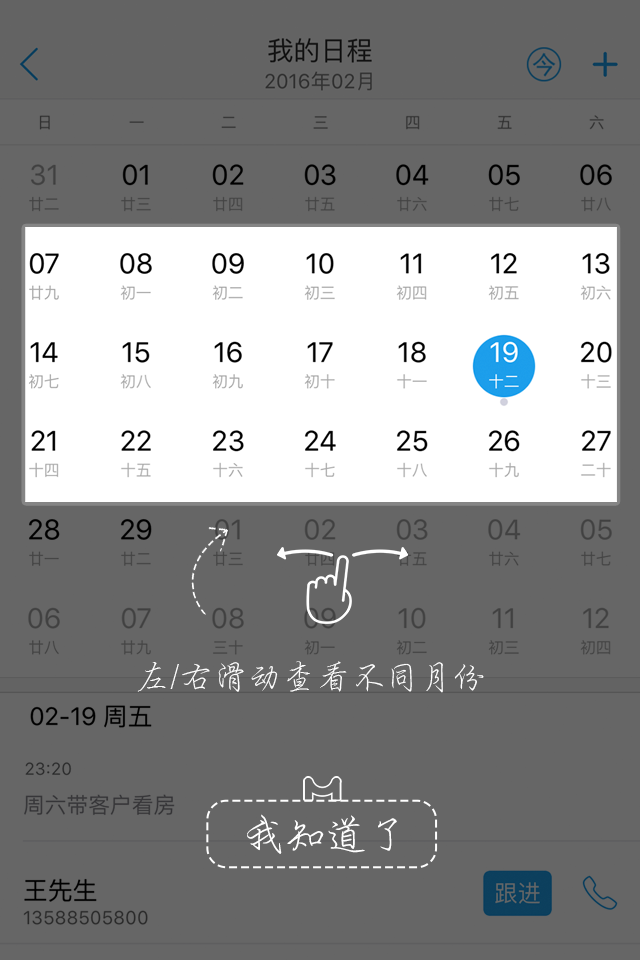 我的日程
今
2016年02月
日 一 二 三 四 五 六
31 01 02 03 04 05 06
廿二 廿三 廿四 廿五 廿六 廿七 廿八
07 08 09 10 11 12 13
廿九 初一 初二 初三 初四 初五 初六
14 15 16 17 18 19 20
初七 初八 初九 初十 十一 十二 十三
21 22 23 24 25 26 27
十四 十五 十六 十七 十八 十九 二十
28 29 01 02 03 04 05
廿一 廿二 廿三 廿四 廿五 廿六 廿七
06 07 08 09 10 11 12
廿八 廿九 三十 初一 初二 初三 初四
左/右滑动查看不同月份
02-19 周五
23:20
周六带客户看房
我知道了
王先生
跟进
13588505800